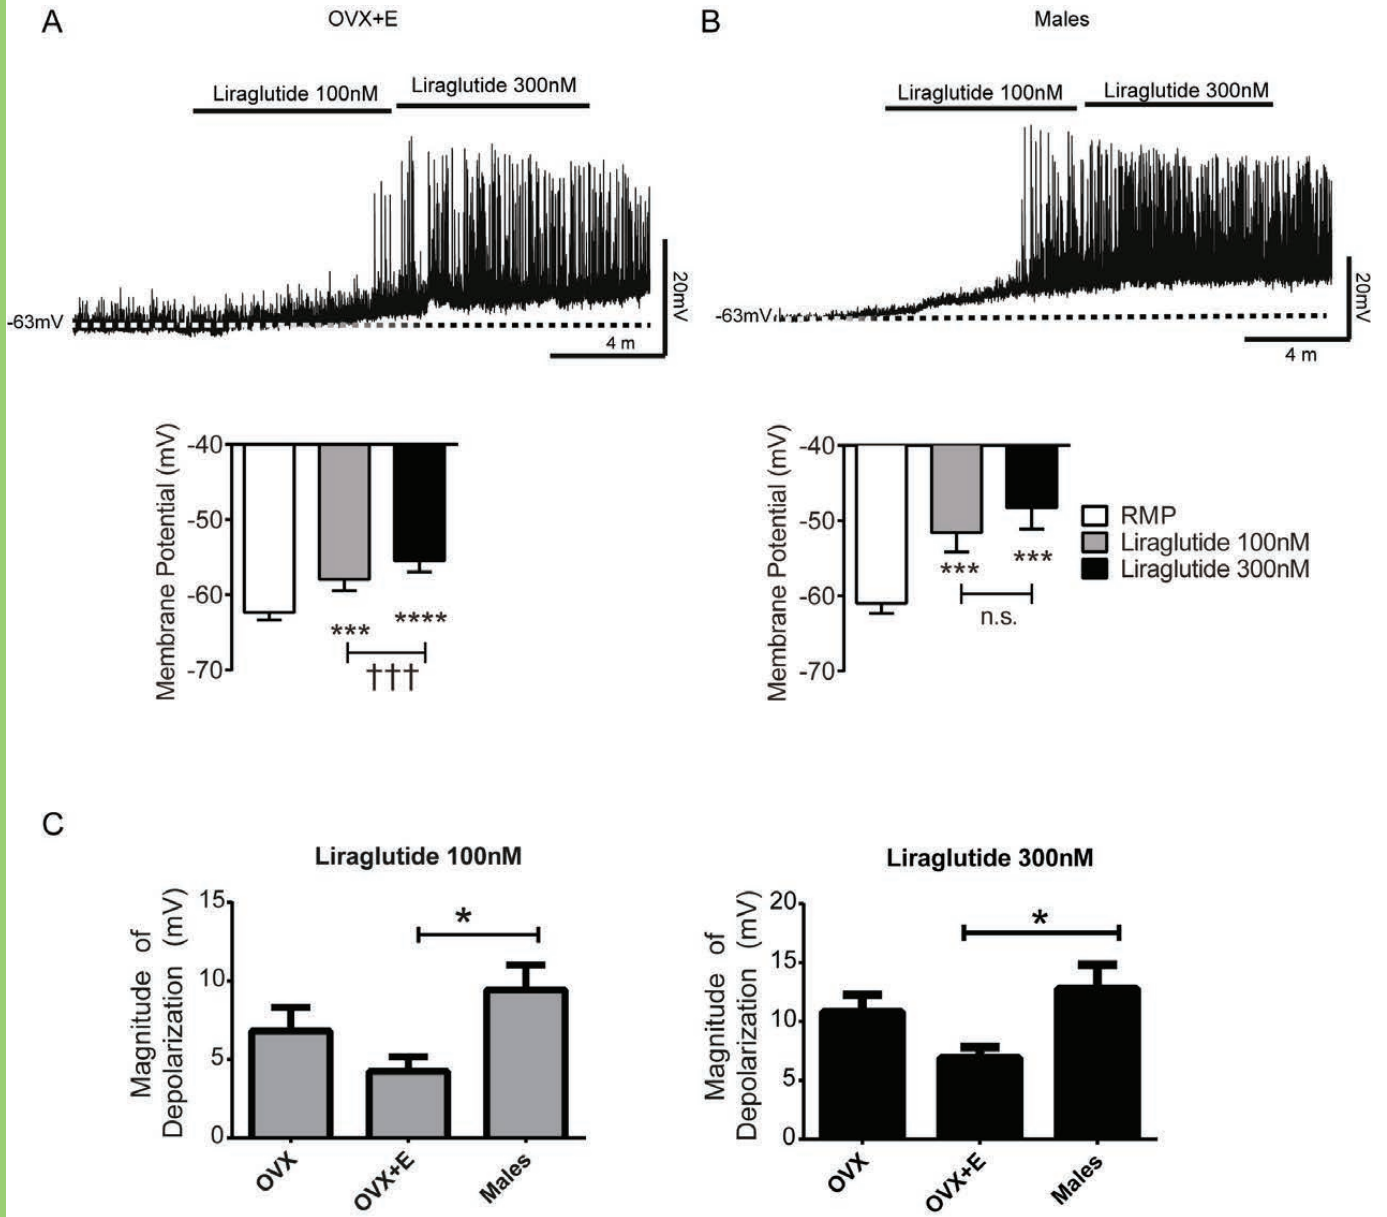 A
OVX+E
Liraglutide 100nM
Liraglutide 300nM
-63mV
20mV
4 m
B
Males
Liraglutide 100nM
Liraglutide 300nM
-63mV
20mV
4 m
Membrane Potential (mV)
-40
-50
-60
-70
***
****
†††
Membrane Potential (mV)
-40
-50
-60
-70
***
***
n.s.
RMP
Liraglutide 100nM
Liraglutide 300nM
C
Liraglutide 100nM
Magnitude of
Depolarization (mV)
15
10
5
0
*
OVX
OVX+E
Males
Liraglutide 300nM
Magnitude of
Depolarization (mV)
20
15
10
5
0
*
OVX
OVX+E
Males